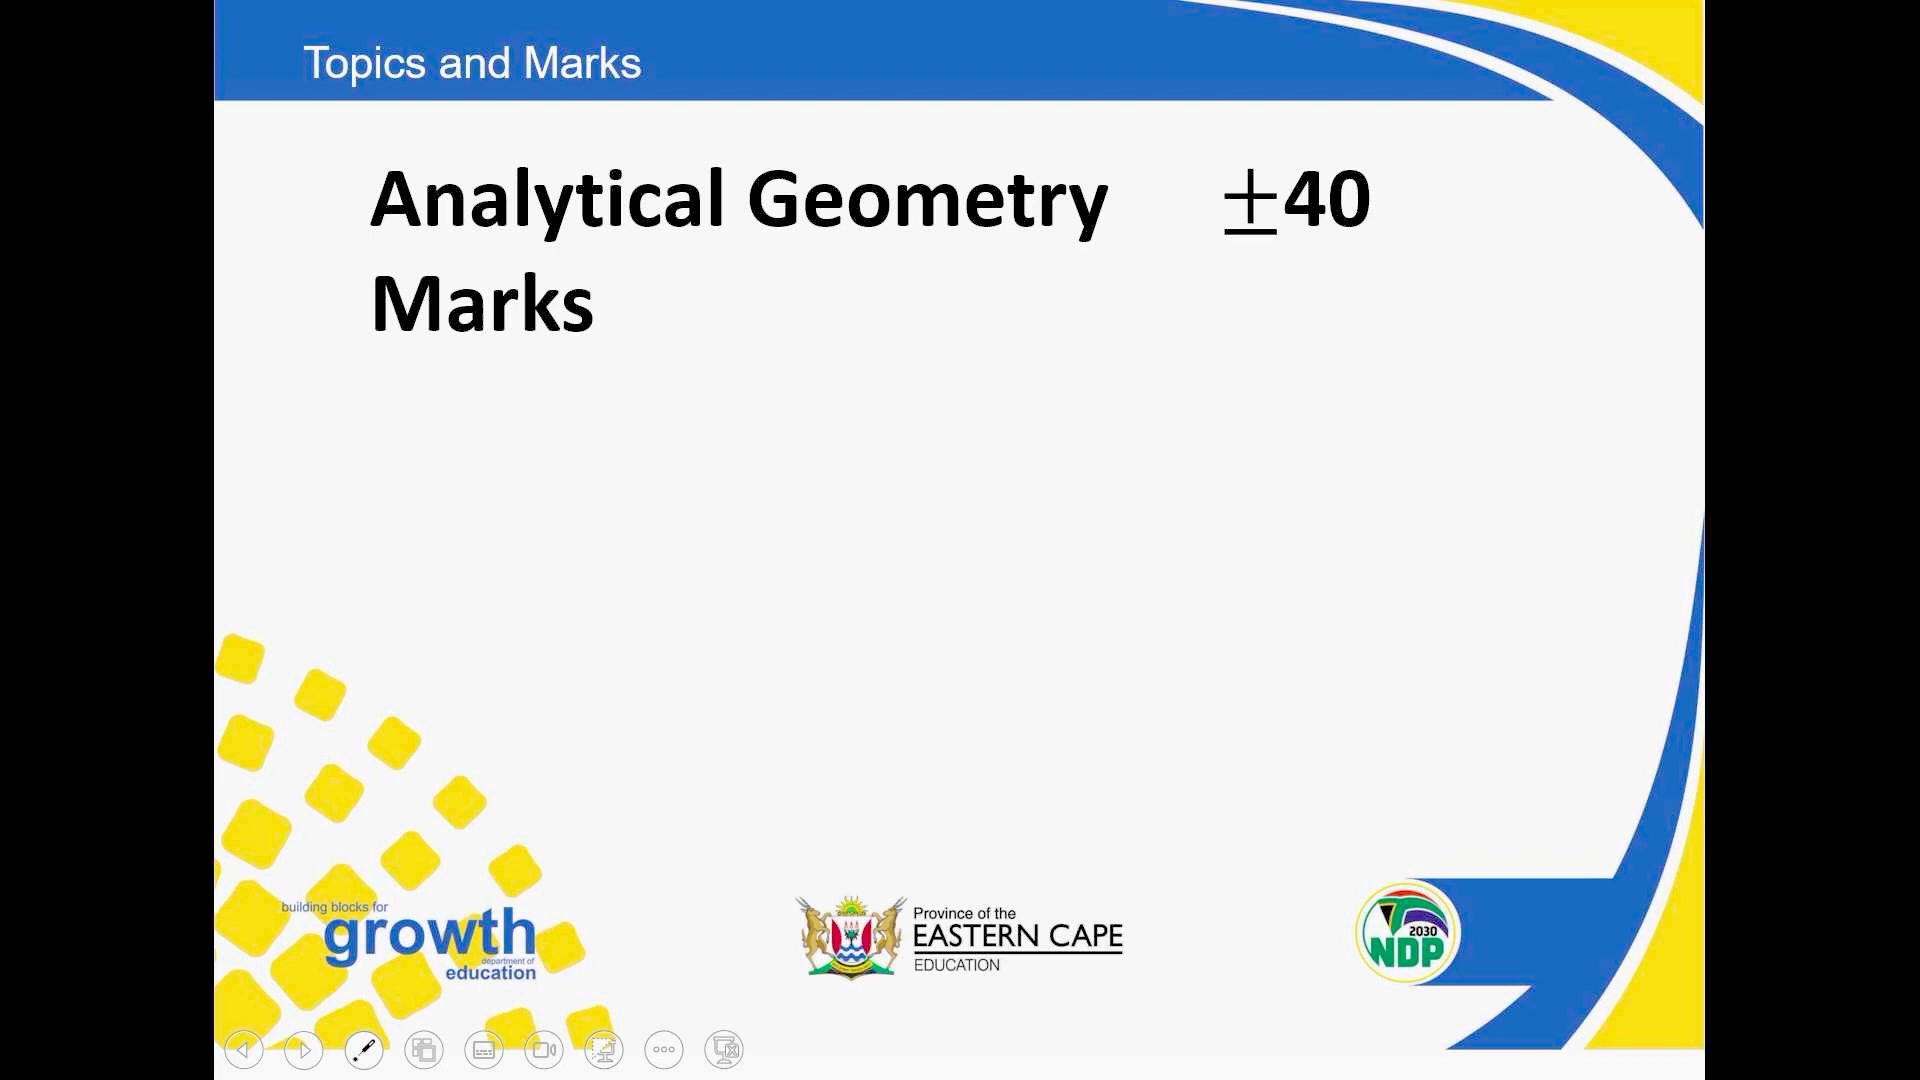 Topics and Marks
Analytical Geometry ±40
Marks
building blocks for
growth
department of
education
Province of the
EASTERN CAPE
EDUCATION
2030
NDP